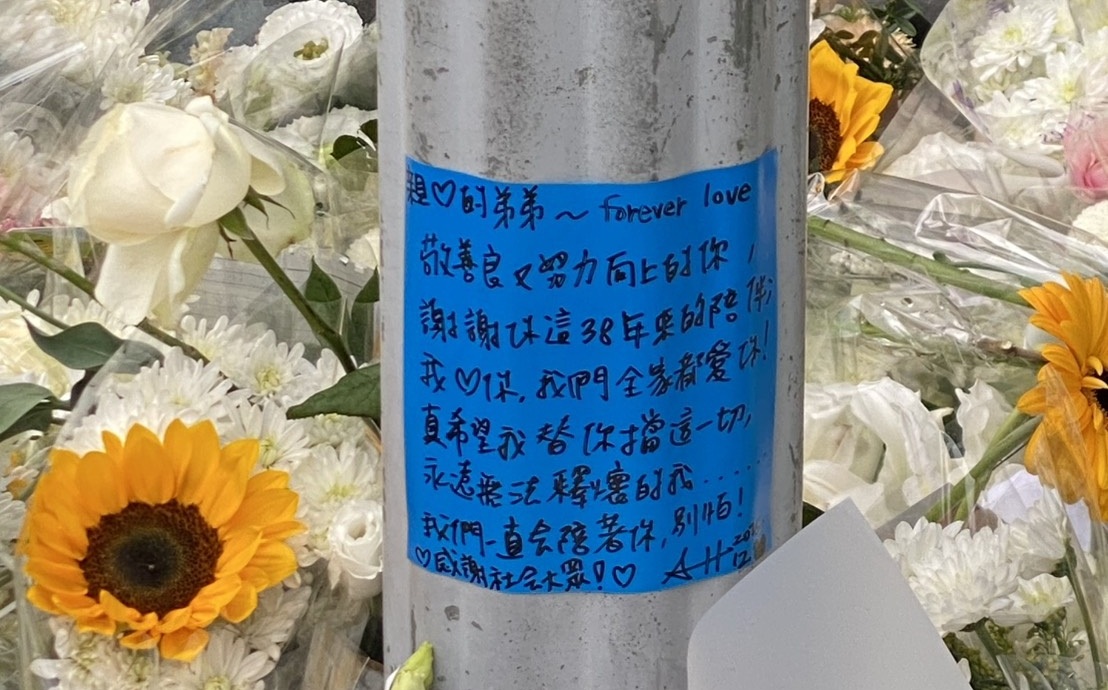 親♡的弟弟～forever love
敬善良又努力向上的你，
謝謝你這38年來的陪伴；
我♡你，我們全家都愛你！
真希望我替你擋這一切，
永遠無法釋懷的我．．．．
我們一直会陪著你，別怕！
♡感謝社会大眾！♡